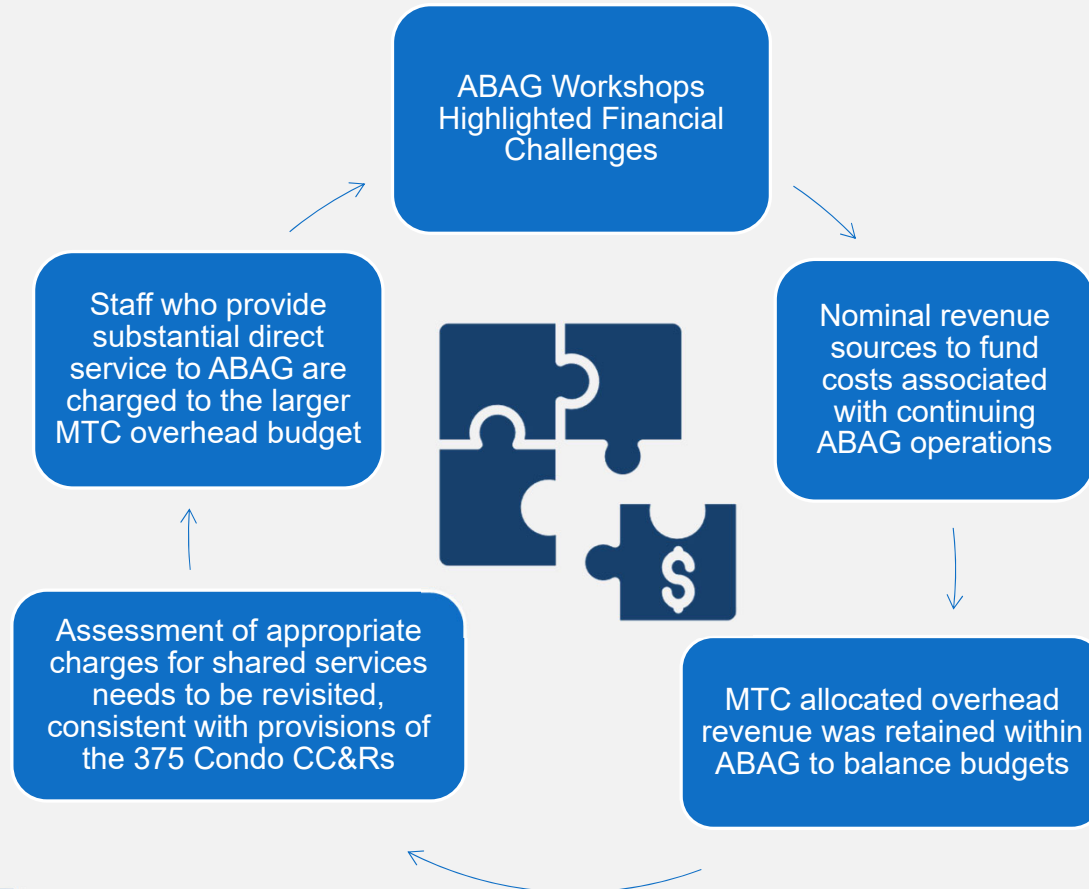 ABAG Workshops
Highlighted Financial
Challenges
Nominal revenue
sources to fund
costs associated
with continuing
ABAG operations
MTC allocated overhead
revenue was retained within
ABAG to balance budgets
Assessment of appropriate
charges for shared services
needs to be revisited,
consistent with provisions of
the 375 Condo CC&Rs
Staff who provide
substantial direct
service to ABAG are
charged to the larger
MTC overhead budget
$